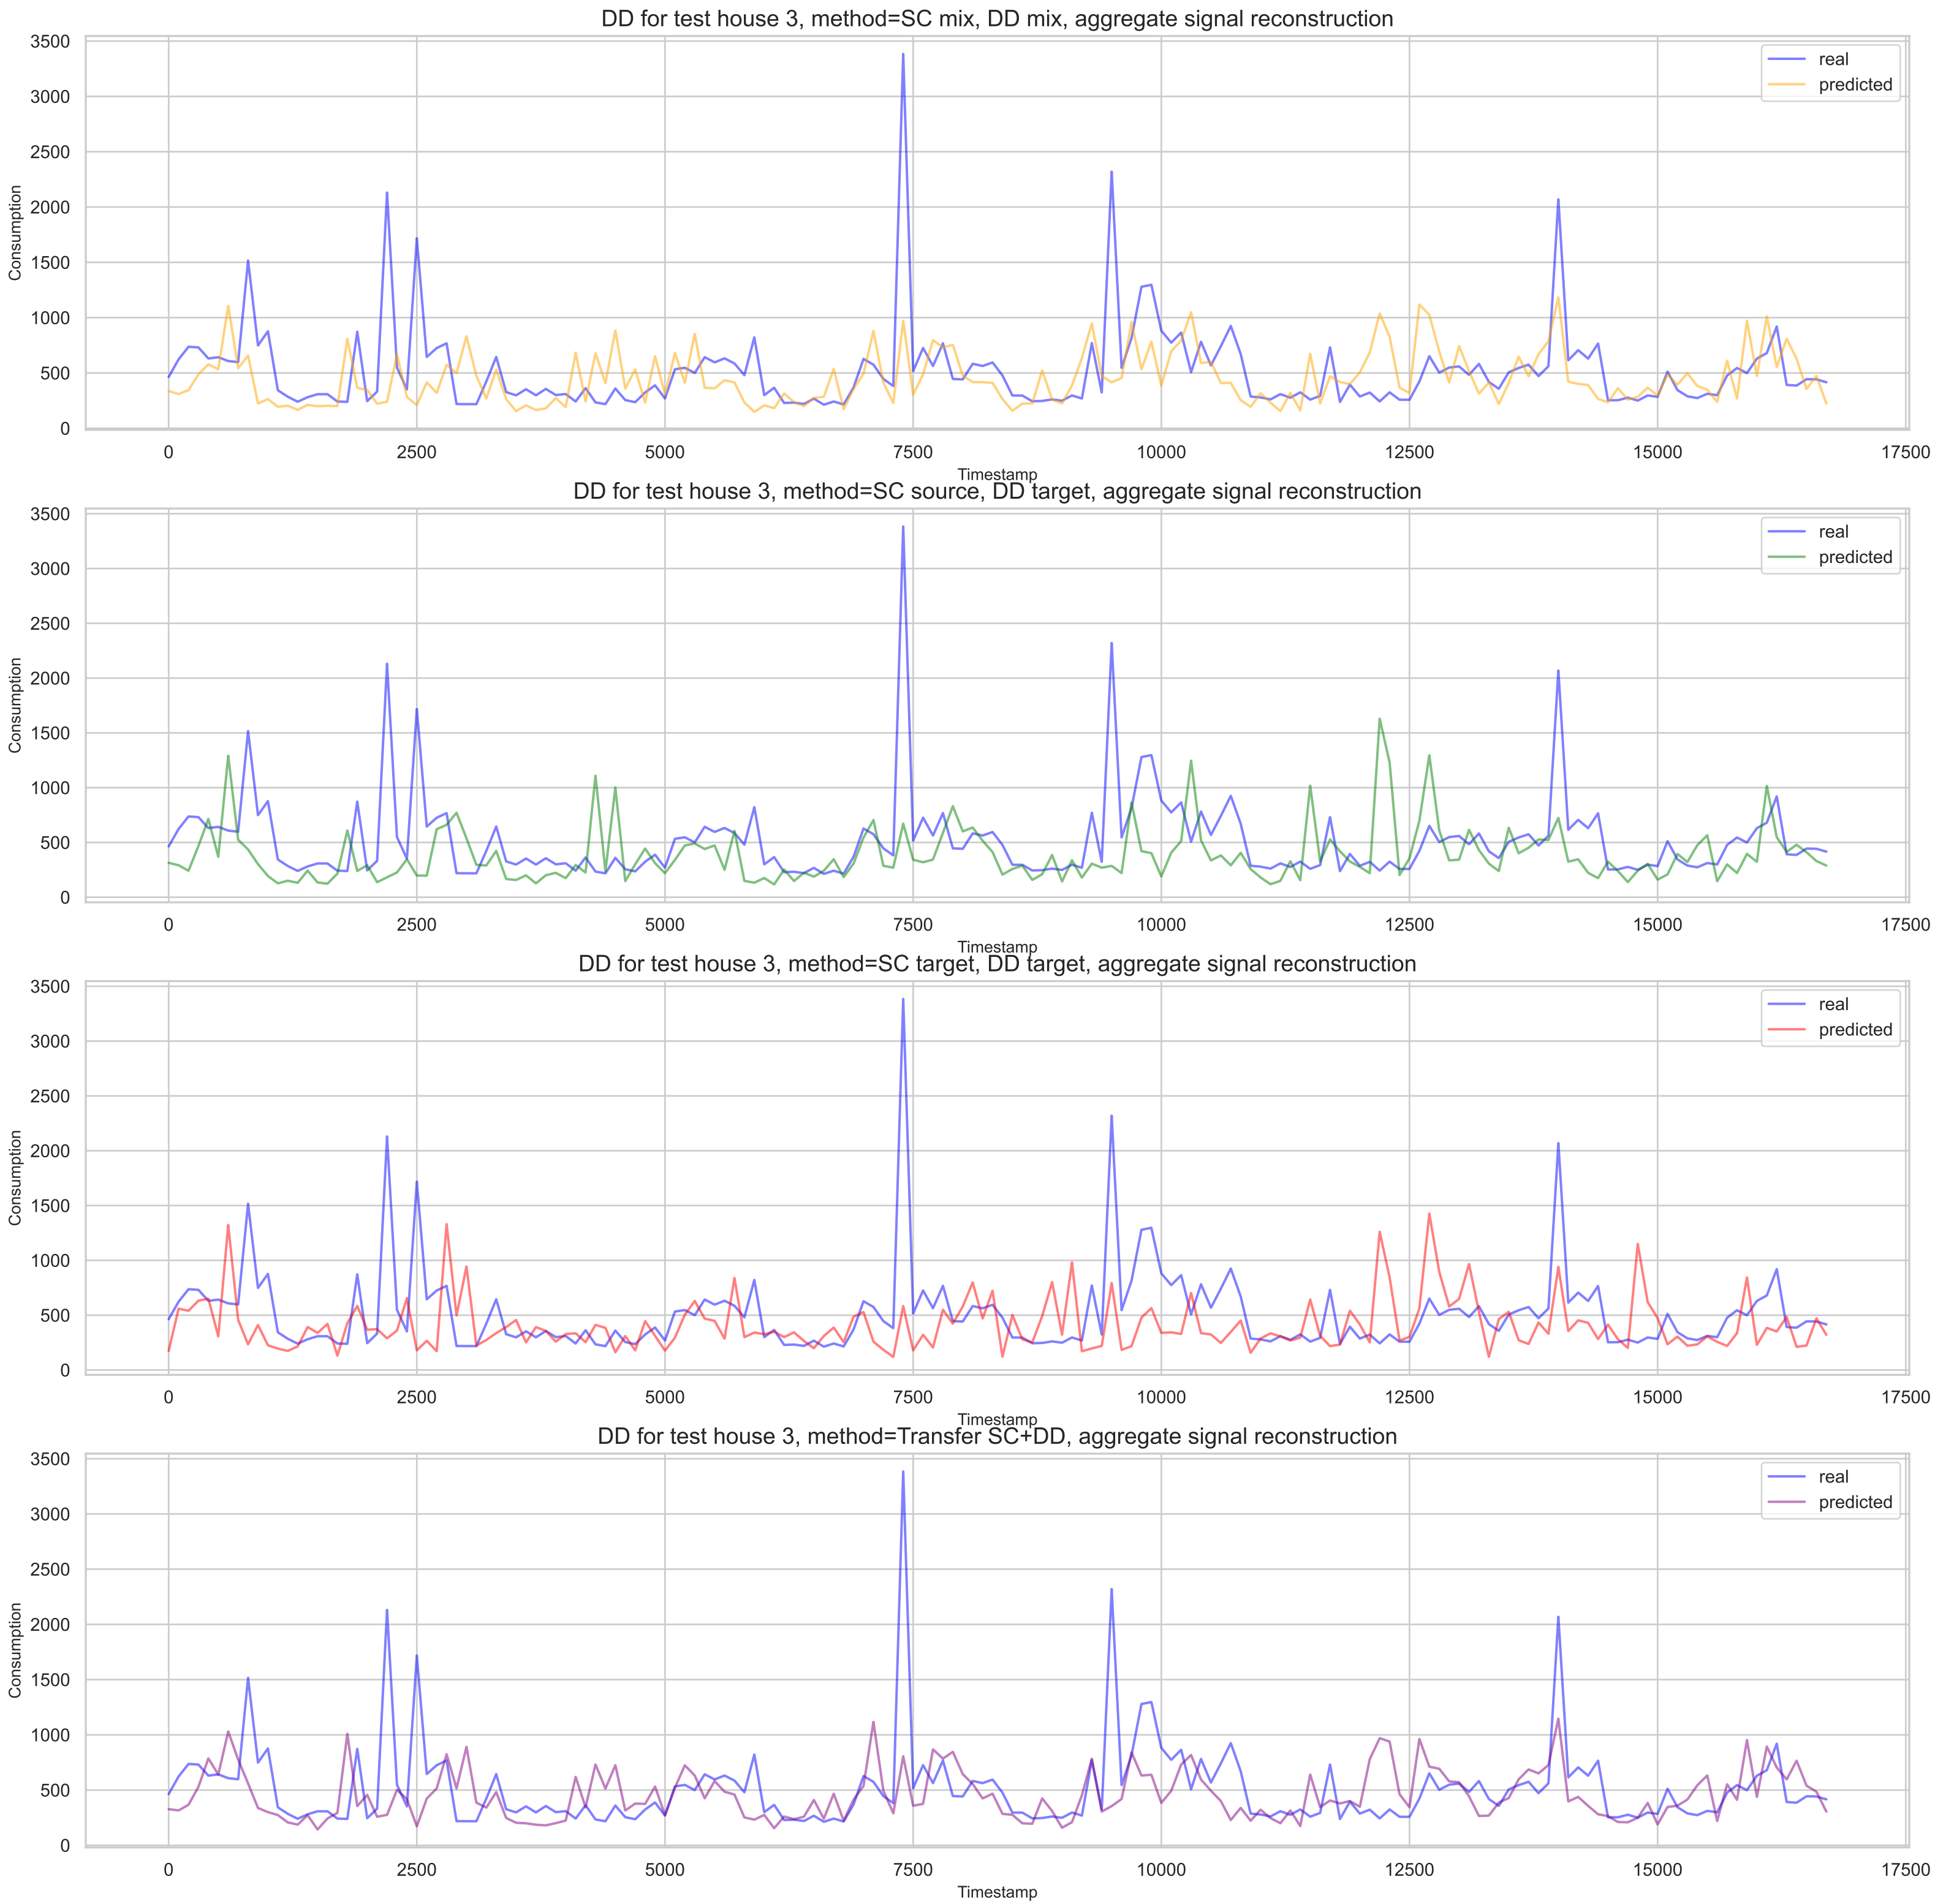 DD for test house 3, method=SC mix, DD mix, aggregate signal reconstruction
3500
3000
2500
2000
1500
1000
500
0
Consumption
real
predicted
0 2500 5000 7500 10000 12500 15000 17500
Timestamp
DD for test house 3, method=SC source, DD target, aggregate signal reconstruction
3500
3000
2500
2000
1500
1000
500
0
Consumption
real
predicted
0 2500 5000 7500 10000 12500 15000 17500
Timestamp
DD for test house 3, method=SC target, DD target, aggregate signal reconstruction
3500
3000
2500
2000
1500
1000
500
0
Consumption
real
predicted
0 2500 5000 7500 10000 12500 15000 17500
Timestamp
DD for test house 3, method=Transfer SC+DD, aggregate signal reconstruction
3500
3000
2500
2000
1500
1000
500
0
Consumption
real
predicted
0 2500 5000 7500 10000 12500 15000 17500
Timestamp